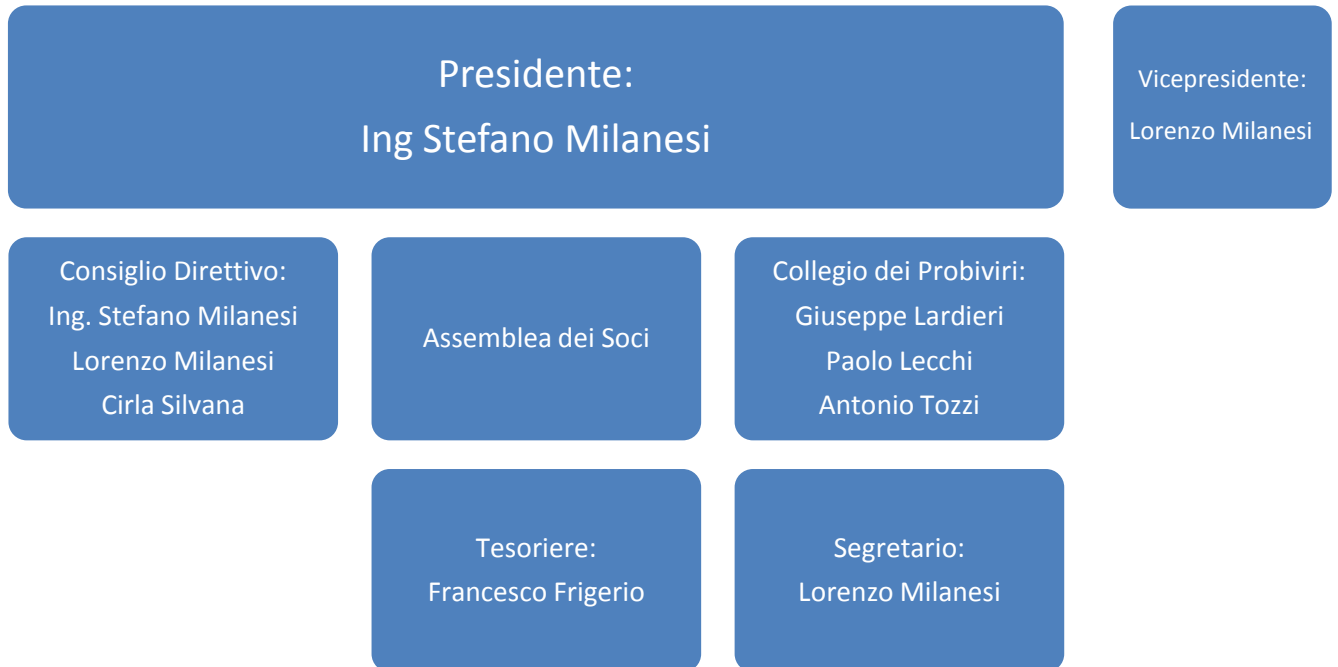 Presidente:
Ing Stefano Milanesi
Vicepresidente:
Lorenzo Milanesi
Consiglio Direttivo:
Ing. Stefano Milanesi
Lorenzo Milanesi
Cirla Silvana
Assemblea dei Soci
Collegio dei Probiviri:
Giuseppe Lardieri
Paolo Lecchi
Antonio Tozzi
Tesoriere:
Francesco Frigerio
Segretario:
Lorenzo Milanesi